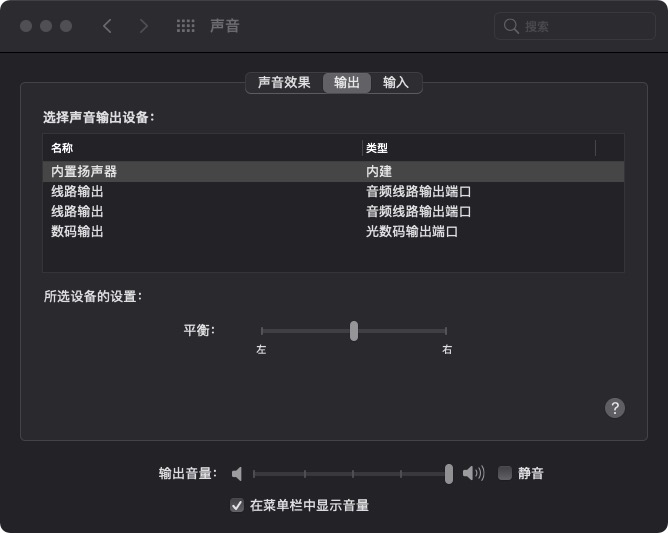 声音
搜索
声音效果 输出 输入
选择声音输出设备：
名称 类型
内置扬声器 内建
线路输出 音频线路输出端口
线路输出 音频线路输出端口
数码输出 光数码输出端口
所选设备的设置：
平衡：
左 右
?
输出音量： 静音
在菜单栏中显示音量